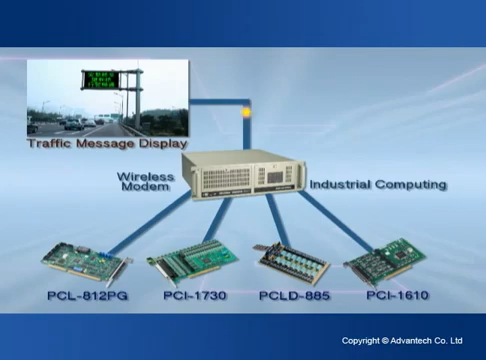 Traffic Message Display
Wireless
Modem
Industrial Computing
PCL-812PG
PCI-1730
PCLD-885
PCI-1610
Copyright © Advantech Co. Ltd